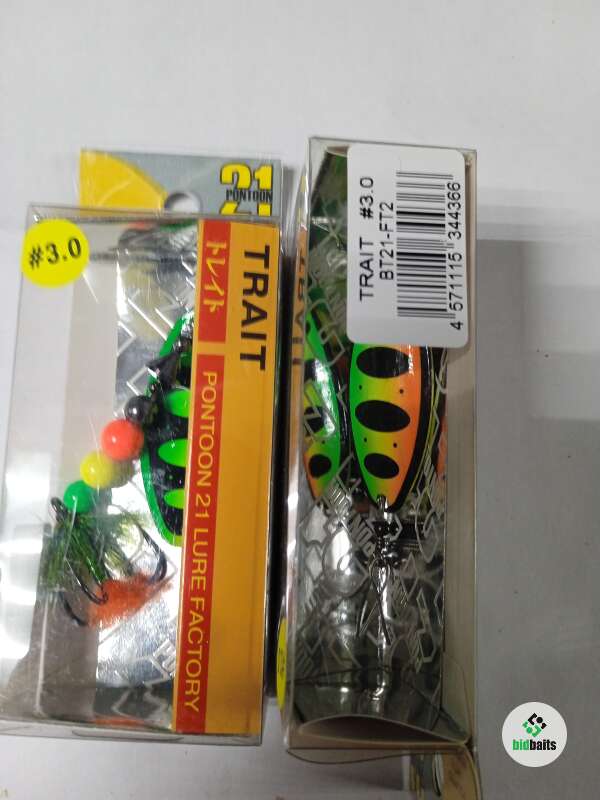 21
PONTOON
#3.0
TRAIT
トレイト
PONTOON 21 LURE FACTORY
TRAIT #3.0
BT21-FT2
4 571115 344366
TRAIT
bidbaits